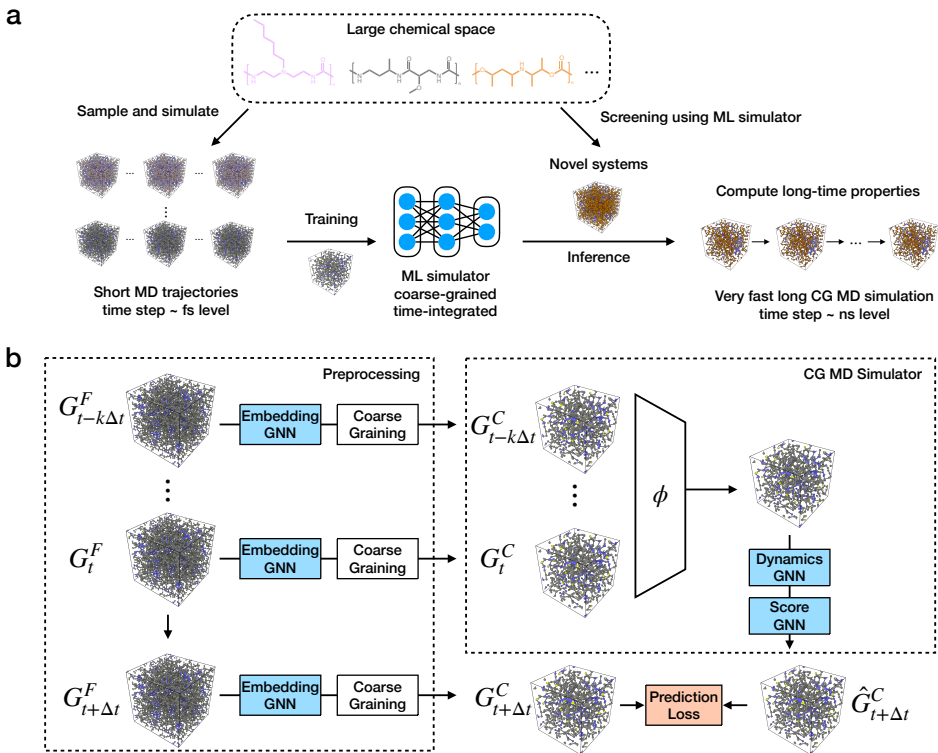 a
Large chemical space
...
Sample and simulate
Screening using ML simulator
Novel systems
Compute long-time properties
Training
Inference
ML simulator
coarse-grained
time-integrated
Short MD trajectories
time step ~ fs level
Very fast long CG MD simulation
time step ~ ns level
b
Preprocessing
CG MD Simulator
G^F_{t-kΔt}
Embedding
GNN
Coarse
Graining
G^C_{t-kΔt}
ϕ
G^F_t
Embedding
GNN
Coarse
Graining
G^C_t
Dynamics
GNN
Score
GNN
G^F_{t+Δt}
Embedding
GNN
Coarse
Graining
G^C_{t+Δt}
Prediction
Loss
Ĝ^C_{t+Δt}